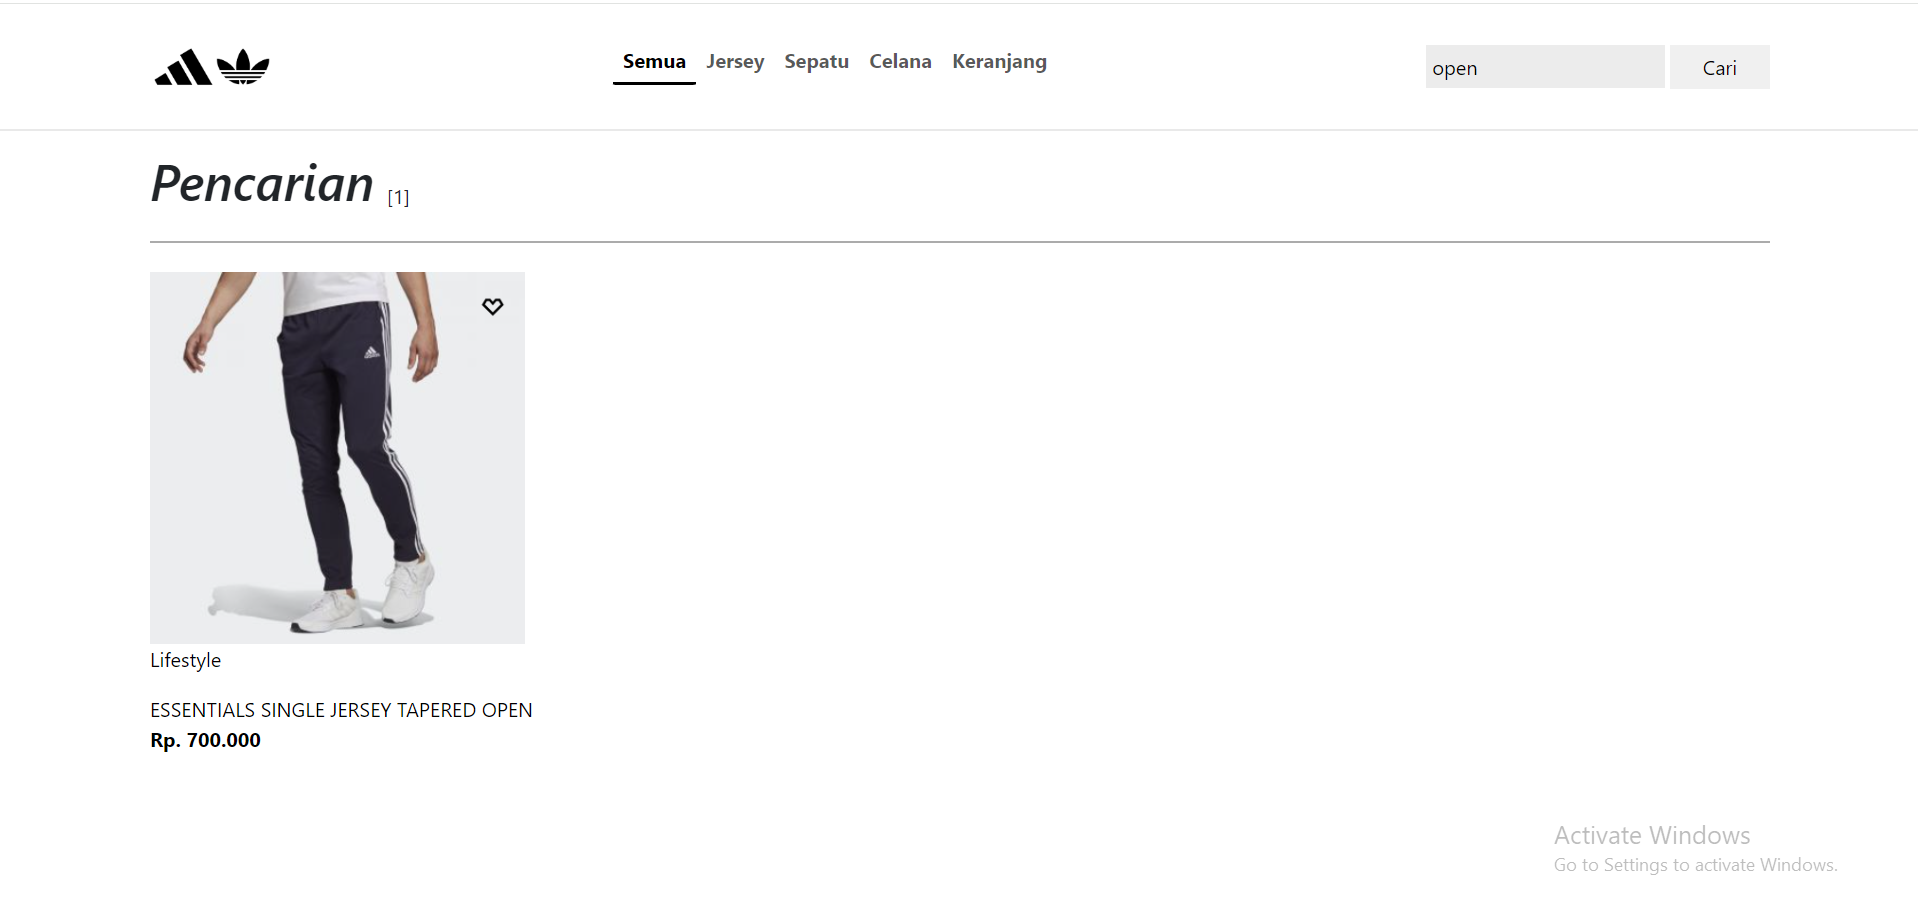 Semua Jersey Sepatu Celana Keranjang
open Cari
Pencarian [1]
Lifestyle
ESSENTIALS SINGLE JERSEY TAPERED OPEN
Rp. 700.000
Activate Windows
Go to Settings to activate Windows.